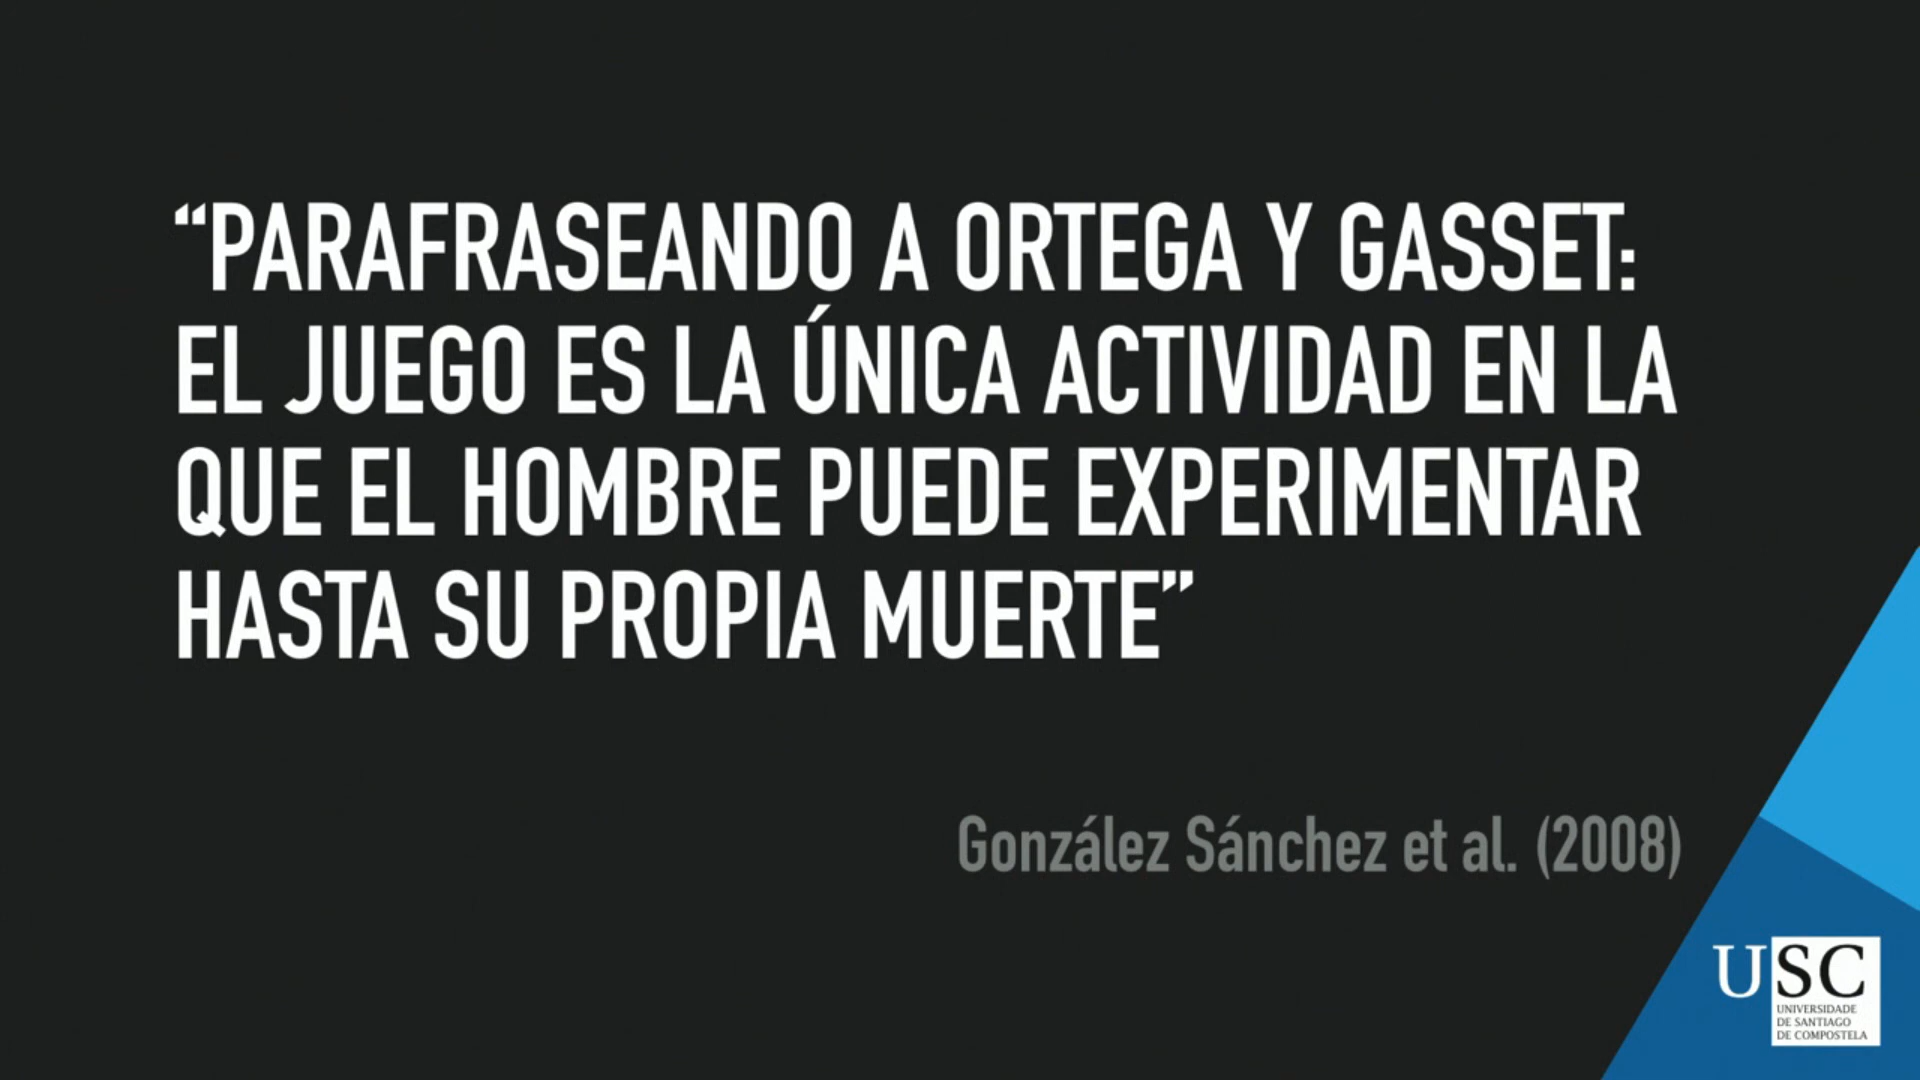 “PARAFRASEANDO A ORTEGA Y GASSET:
EL JUEGO ES LA ÚNICA ACTIVIDAD EN LA
QUE EL HOMBRE PUEDE EXPERIMENTAR
HASTA SU PROPIA MUERTE”
González Sánchez et al. (2008)
USC
UNIVERSIDADE
DE SANTIAGO
DE COMPOSTELA